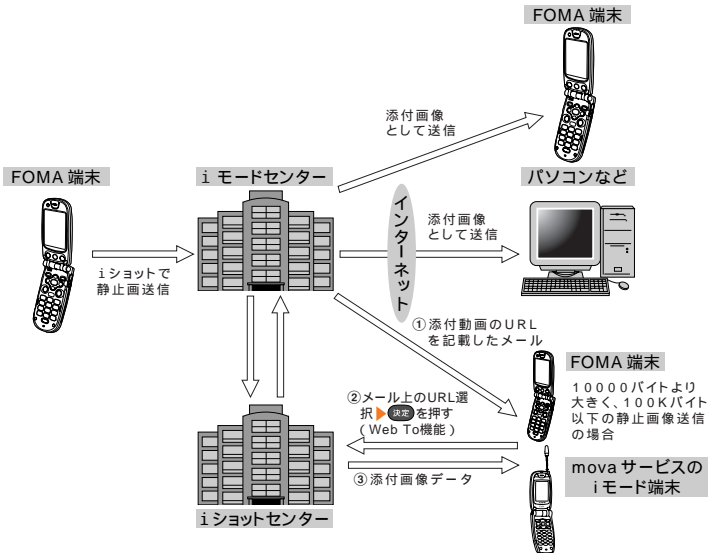 FOMA 端末
添付画像
として送信
FOMA 端末
i モードセンター
パソコンなど
インターネット
添付画像
として送信
iショットで
静止画送信
①添付動画のURL
を記載したメール
FOMA 端末
10000バイトより
大きく、100Kバイト
以下の静止画像送信
の場合
②メール上のURL選
択▶決定を押す
(Web To機能)
③添付画像データ
mova サービスの
iモード端末
iショットセンター